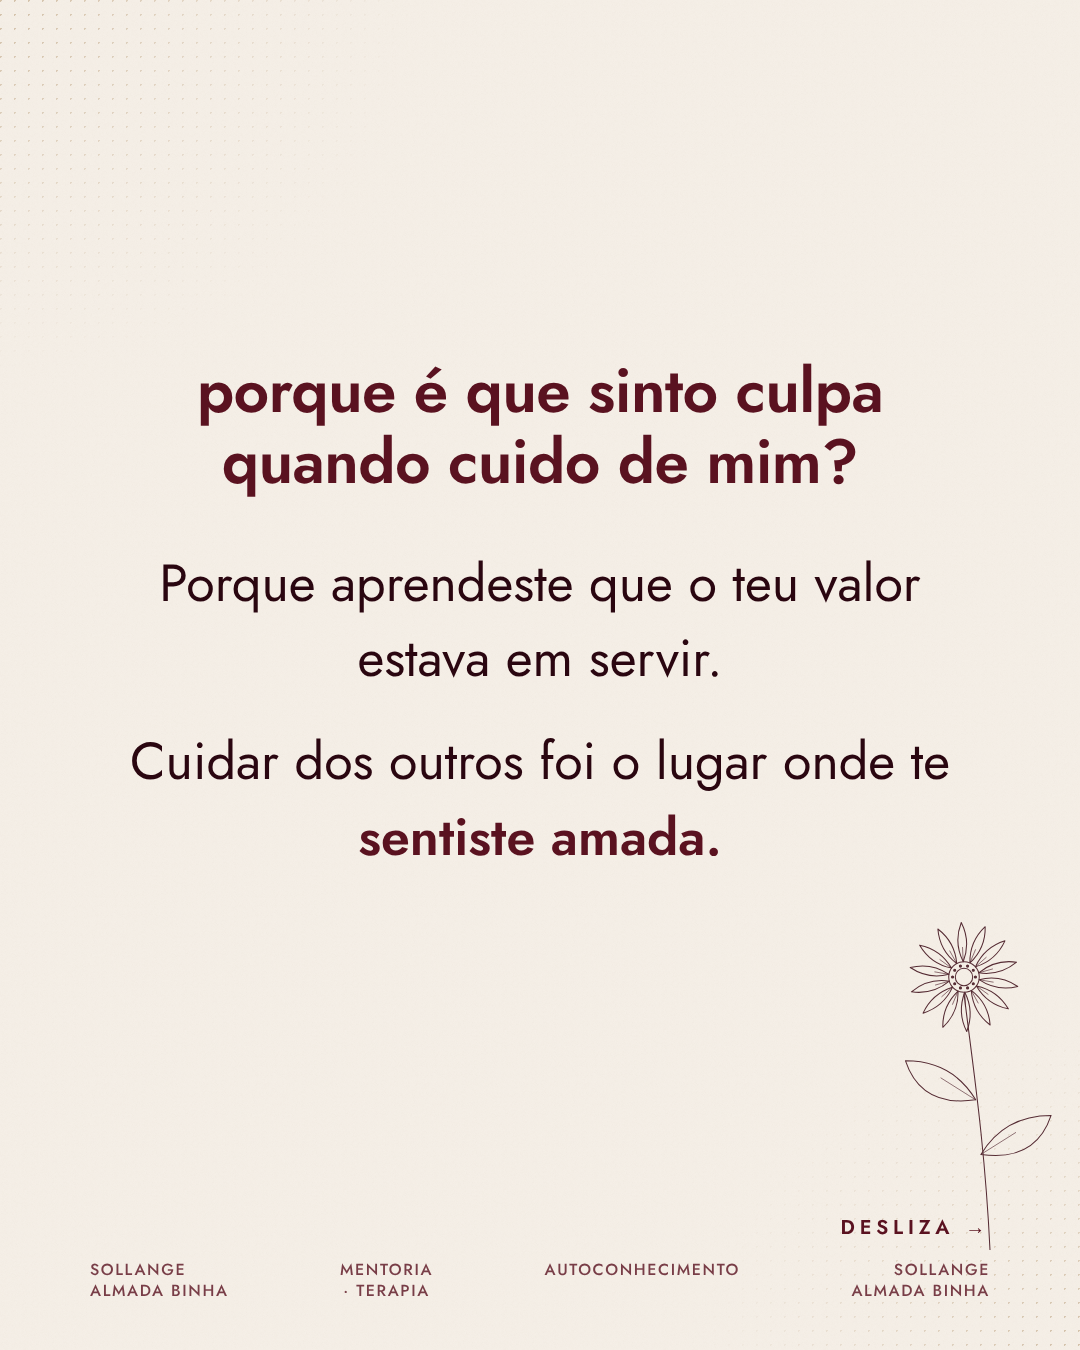 porque é que sinto culpa
quando cuido de mim?
Porque aprendeste que o teu valor
estava em servir.
Cuidar dos outros foi o lugar onde te
sentiste amada.
DESLIZA →
SOLLANGE
ALMADA BINHA
MENTORIA
· TERAPIA
AUTOCONHECIMENTO
SOLLANGE
ALMADA BINHA